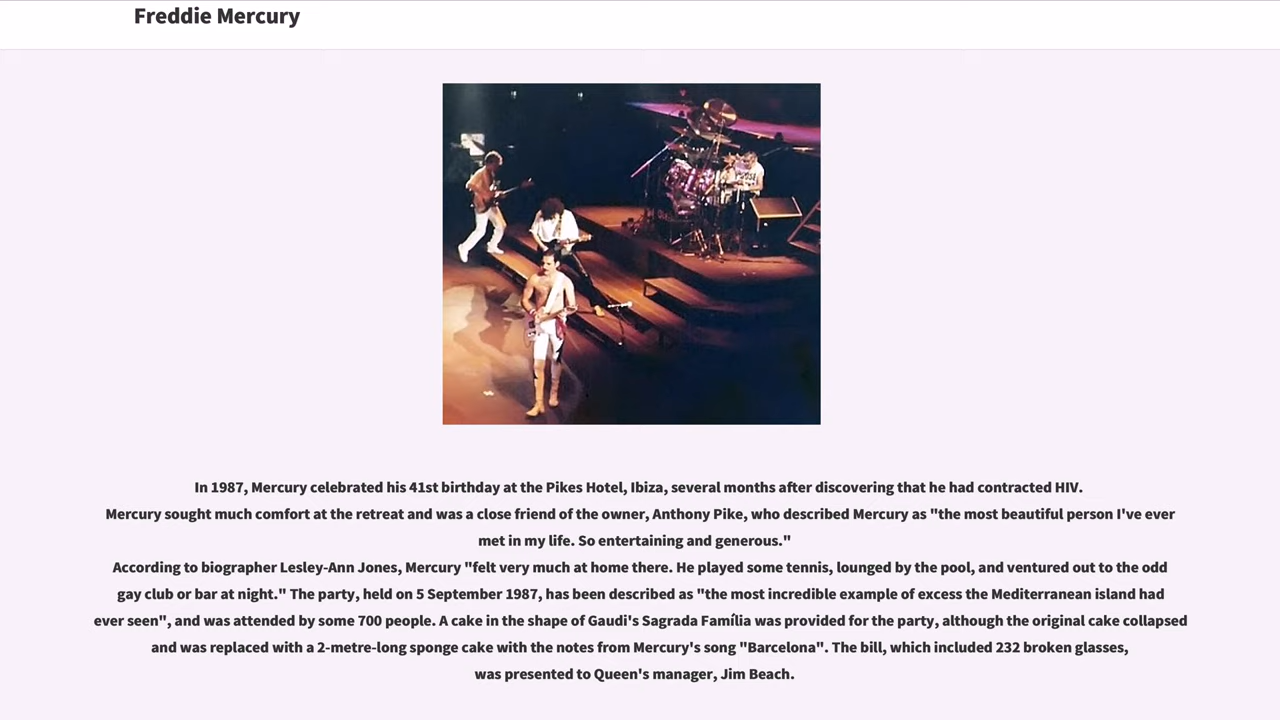 Freddie Mercury
In 1987, Mercury celebrated his 41st birthday at the Pikes Hotel, Ibiza, several months after discovering that he had contracted HIV.
Mercury sought much comfort at the retreat and was a close friend of the owner, Anthony Pike, who described Mercury as "the most beautiful person I've ever
met in my life. So entertaining and generous."
According to biographer Lesley-Ann Jones, Mercury "felt very much at home there. He played some tennis, lounged by the pool, and ventured out to the odd
gay club or bar at night." The party, held on 5 September 1987, has been described as "the most incredible example of excess the Mediterranean island had
ever seen", and was attended by some 700 people. A cake in the shape of Gaudi's Sagrada Família was provided for the party, although the original cake collapsed
and was replaced with a 2-metre-long sponge cake with the notes from Mercury's song "Barcelona". The bill, which included 232 broken glasses,
was presented to Queen's manager, Jim Beach.